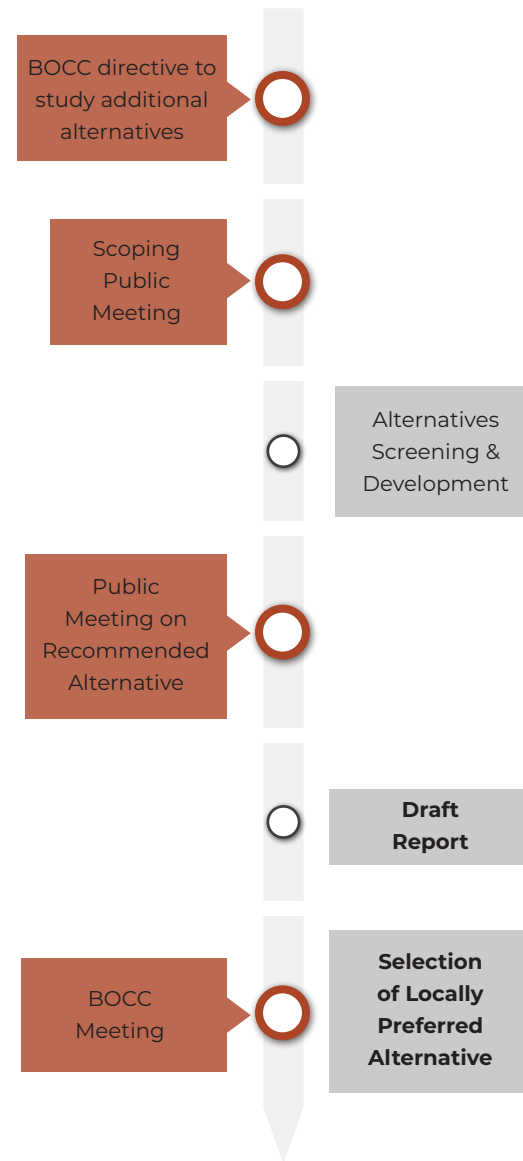 BOCC directive to
study additional
alternatives
Scoping
Public
Meeting
Alternatives
Screening &
Development
Public
Meeting on
Recommended
Alternative
Draft
Report
BOCC
Meeting
Selection
of Locally
Preferred
Alternative